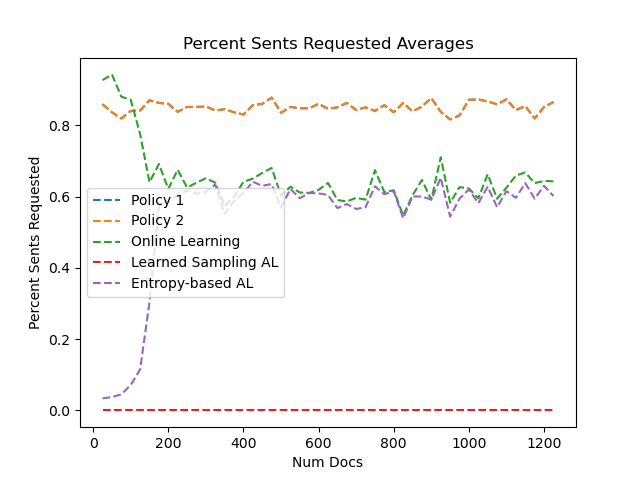 Percent Sents Requested Averages
Percent Sents Requested
0.8
0.6
0.4
0.2
0.0
Policy 1
Policy 2
Online Learning
Learned Sampling AL
Entropy-based AL
0 200 400 600 800 1000 1200
Num Docs